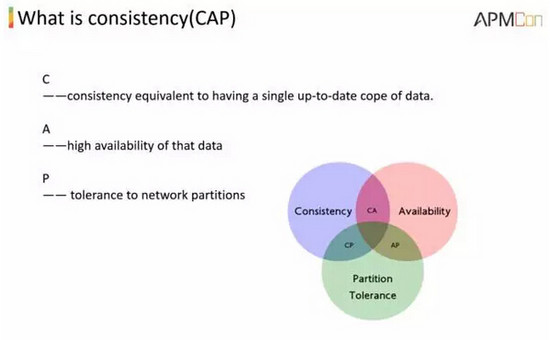 What is consistency(CAP)
APMCon
C
——consistency equivalent to having a single up-to-date cope of data.
A
——high availability of that data
P
—— tolerance to network partitions
Consistency
CA
Availability
CP
AP
Partition
Tolerance